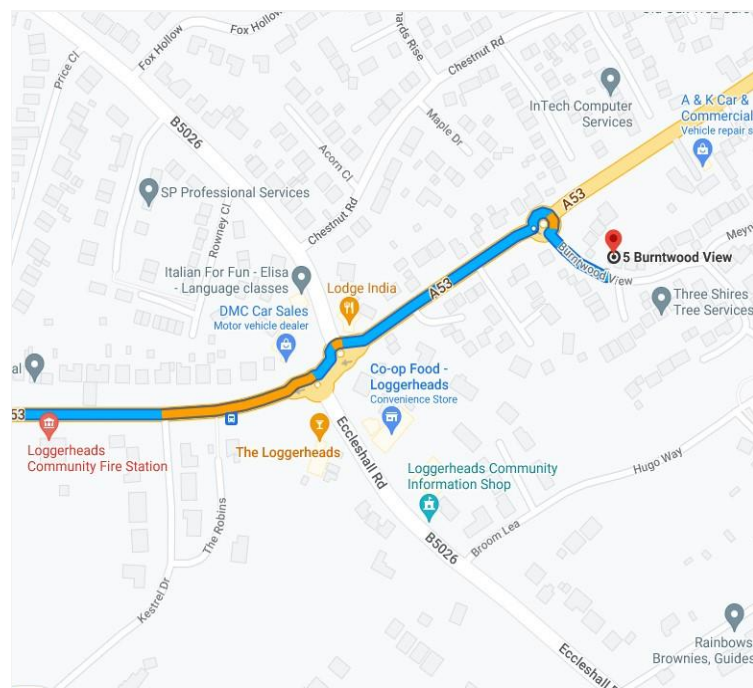 Fox Hollow
Fox Hollow
Price Cl
Chestnut Rd
B5026
Maple Dr
InTech Computer
Services
A & K Car &
Commercial
Vehicle repair s
Acorn Cl
SP Professional Services
Rowney Cl
Chestnut Rd
A53
Burntwood View
5 Burntwood View
Italian For Fun - Elisa
- Language classes
Lodge India
A53
Three Shires
Tree Services
DMC Car Sales
Motor vehicle dealer
Co-op Food -
Loggerheads
Convenience Store
al
53
Loggerheads
Community Fire Station
The Loggerheads
Eccleshall Rd
Loggerheads Community
Information Shop
Hugo Way
The Robins
B5026
Broom Lea
Kestrel Dr
Eccleshall R
Rainbows
Brownies, Guides